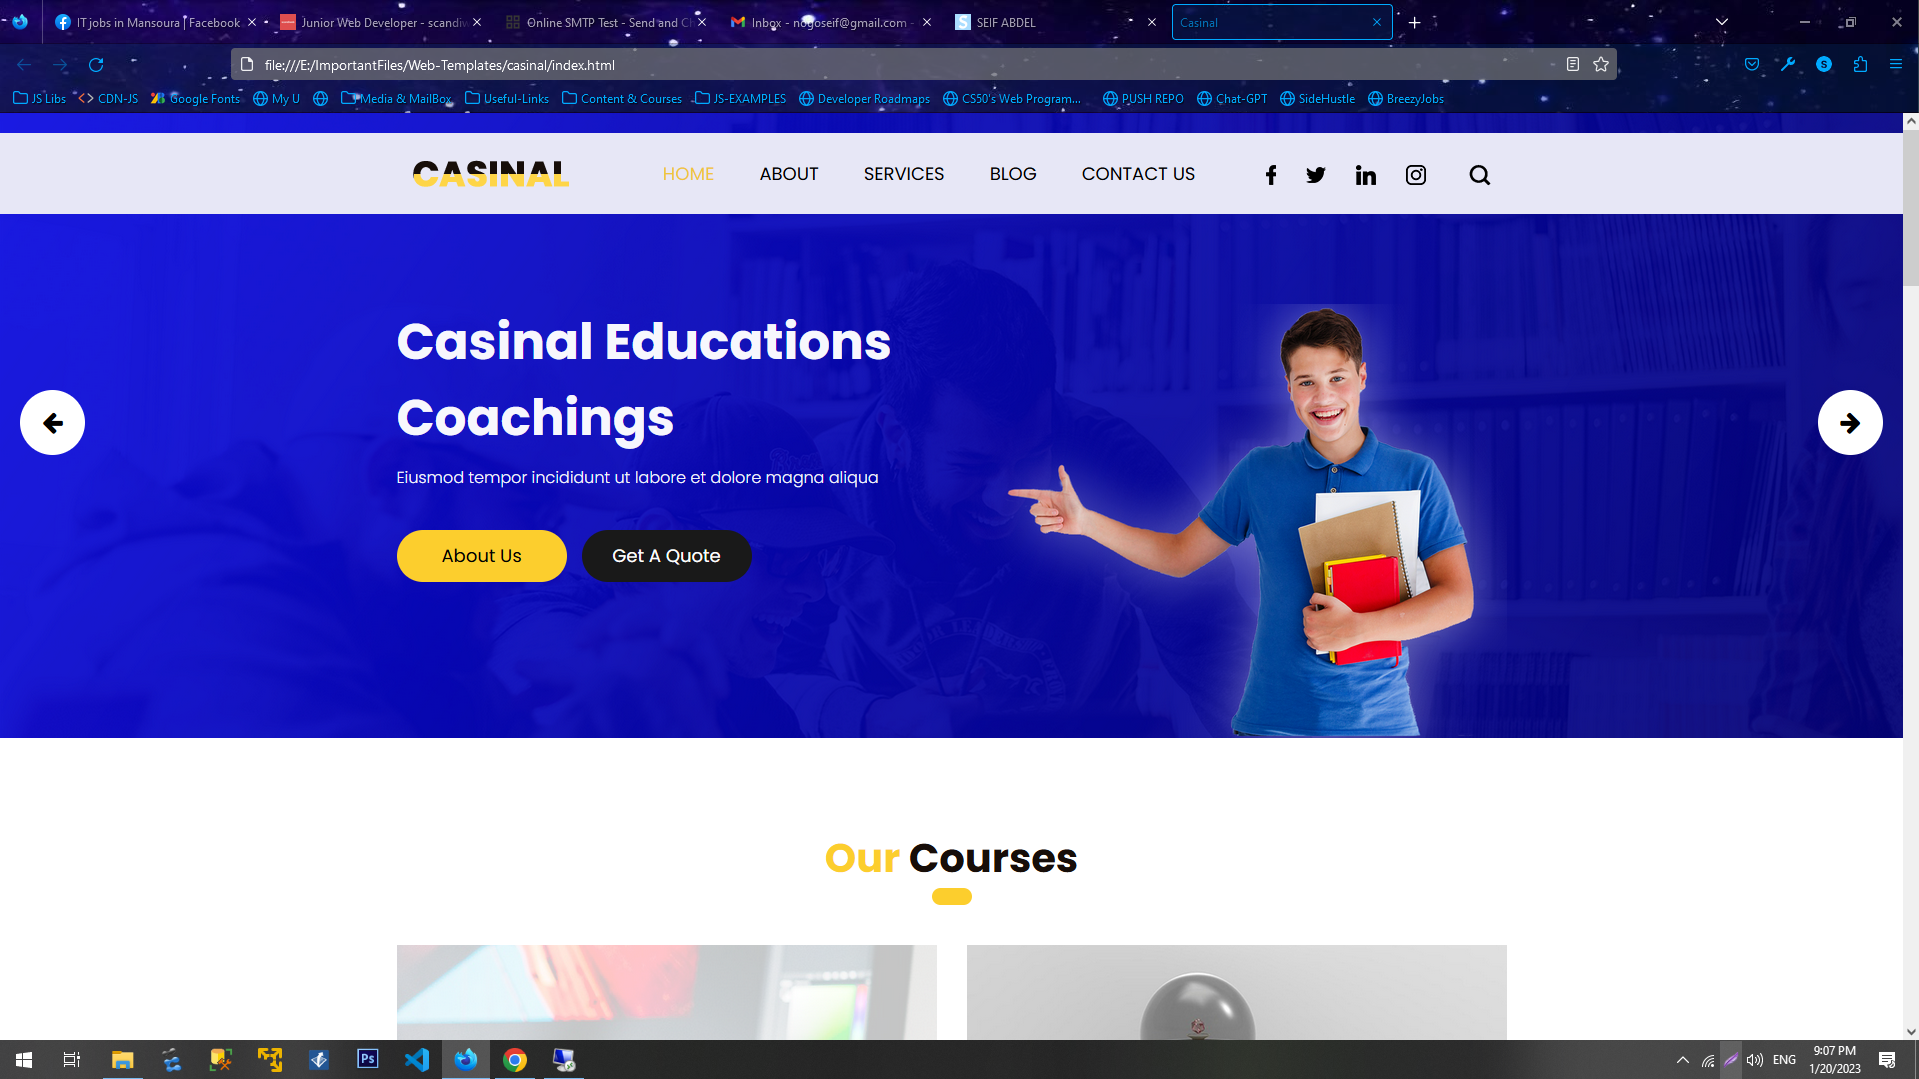 IT jobs in Mansoura | Facebook
Junior Web Developer - scandiw
Online SMTP Test - Send and Ch
Inbox - nogoseif@gmail.com -
SEIF ABDEL
Casinal
file:///E:/ImportantFiles/Web-Templates/casinal/index.html
JS Libs
CDN-JS
Google Fonts
My U
Media & MailBox
Useful-Links
Content & Courses
JS-EXAMPLES
Developer Roadmaps
CS50's Web Program...
PUSH REPO
Chat-GPT
SideHustle
BreezyJobs
CASINAL
HOME
ABOUT
SERVICES
BLOG
CONTACT US
Casinal Educations
Coachings
Eiusmod tempor incididunt ut labore et dolore magna aliqua
About Us
Get A Quote
Our Courses
Ps
ENG
9:07 PM
1/20/2023